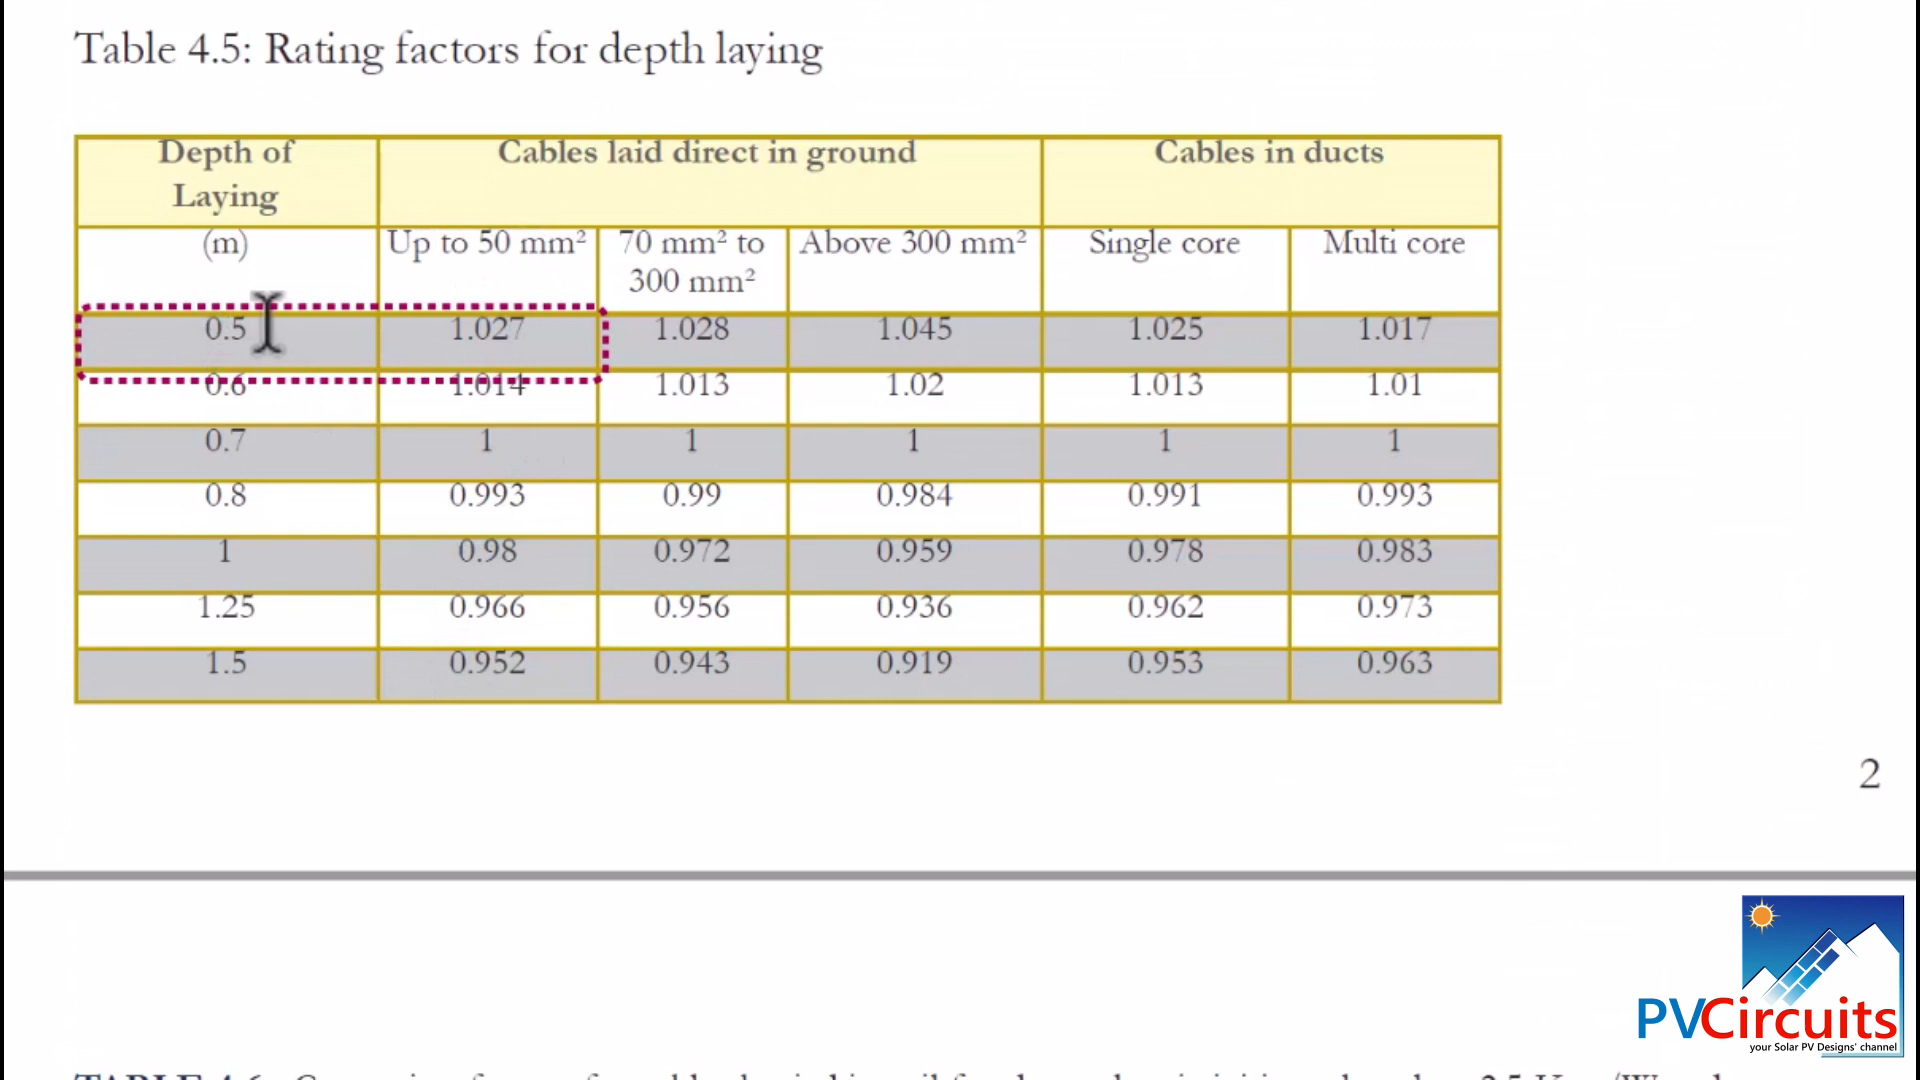 Table 4.5: Rating factors for depth laying
Depth of Laying Cables laid direct in ground Cables in ducts
(m) Up to 50 mm² 70 mm² to 300 mm² Above 300 mm² Single core Multi core
0.5 1.027 1.028 1.045 1.025 1.017
0.6 1.014 1.013 1.02 1.013 1.01
0.7 1 1 1 1 1
0.8 0.993 0.99 0.984 0.991 0.993
1 0.98 0.972 0.959 0.978 0.983
1.25 0.966 0.956 0.936 0.962 0.973
1.5 0.952 0.943 0.919 0.953 0.963
2
PVCircuits
your Solar PV Designs' channel